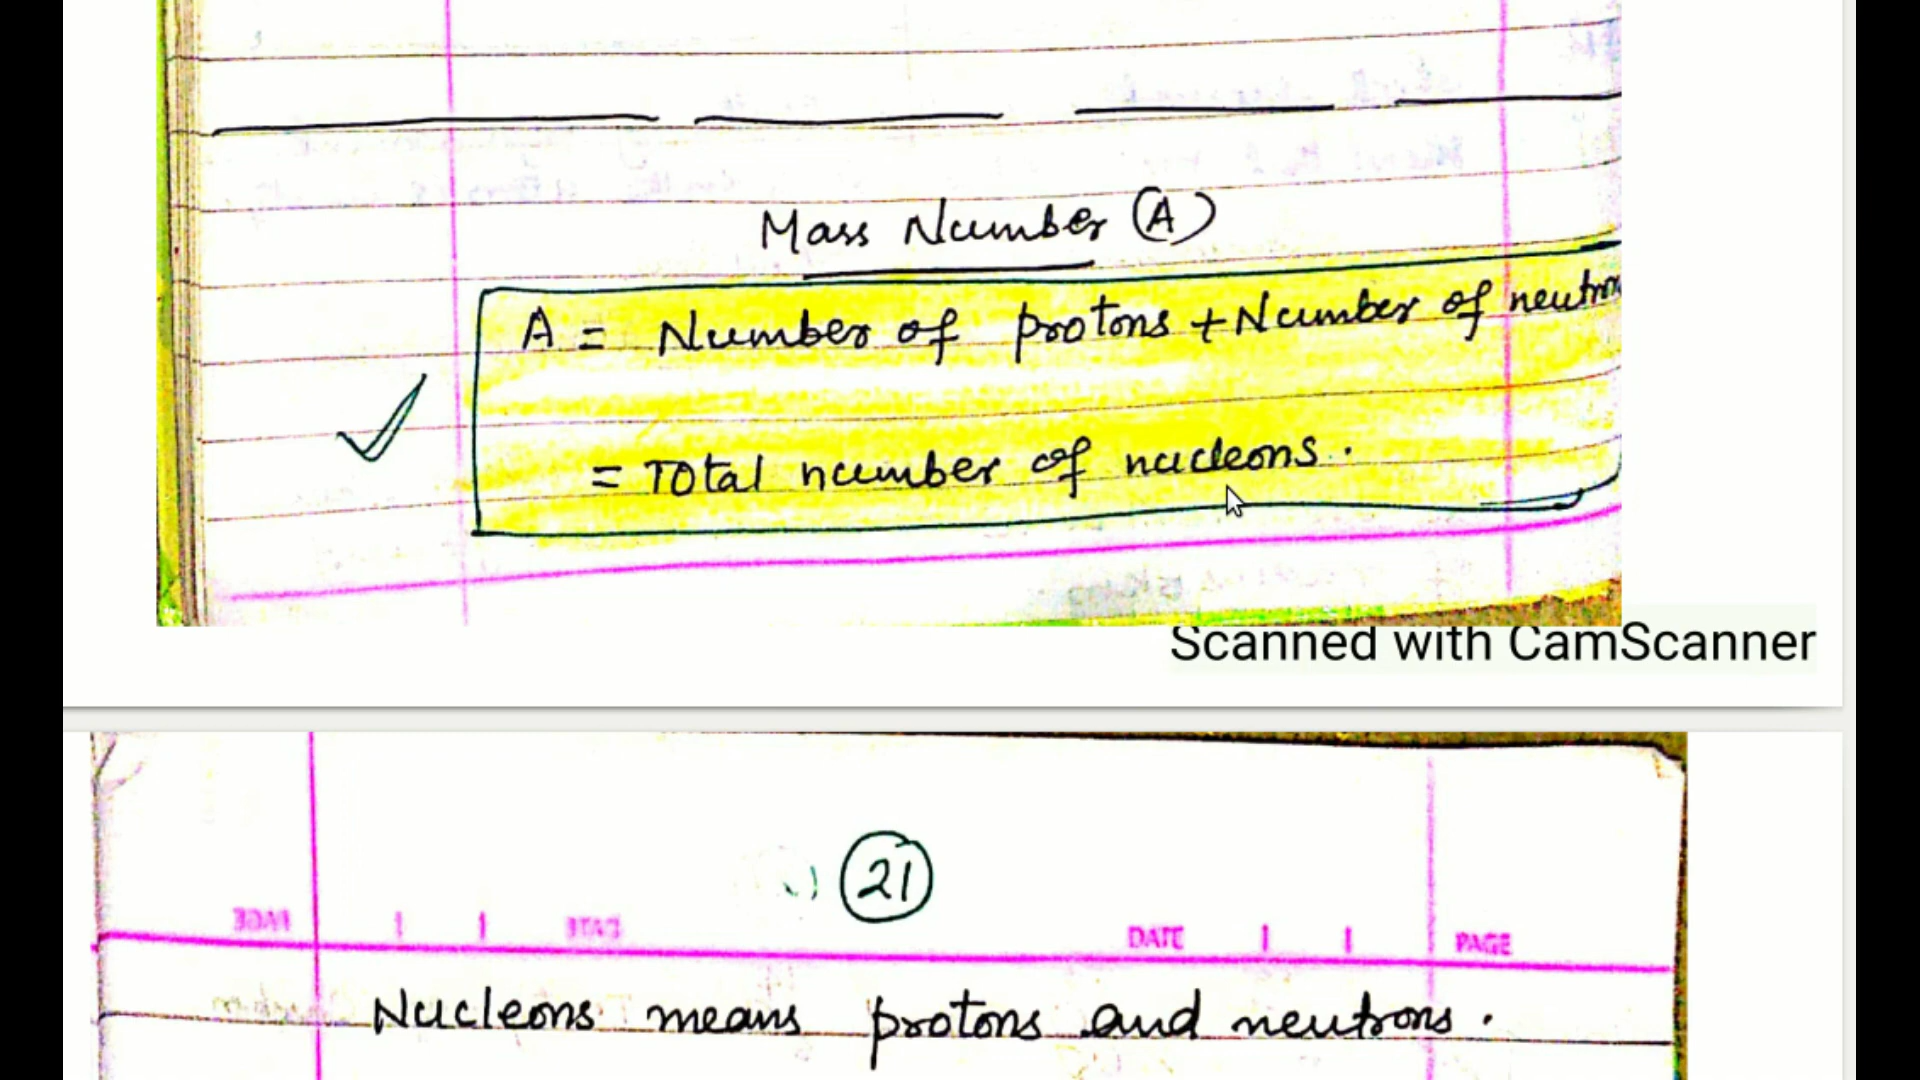 Mass Number (A)
A = Number of protons + Number of neutron
= Total number of nucleons.
Scanned with CamScanner
21
DATE PAGE
Nucleons means protons and neutrons.